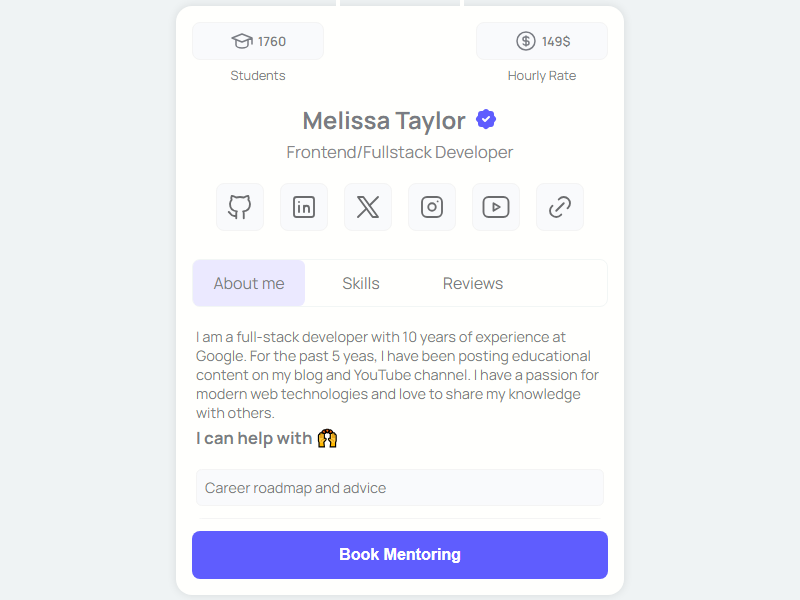 1760
149$
Students
Hourly Rate
Melissa Taylor
Frontend/Fullstack Developer
About me
Skills
Reviews
I am a full-stack developer with 10 years of experience at
Google. For the past 5 yeas, I have been posting educational
content on my blog and YouTube channel. I have a passion for
modern web technologies and love to share my knowledge
with others.
I can help with 🙌
Career roadmap and advice
Book Mentoring